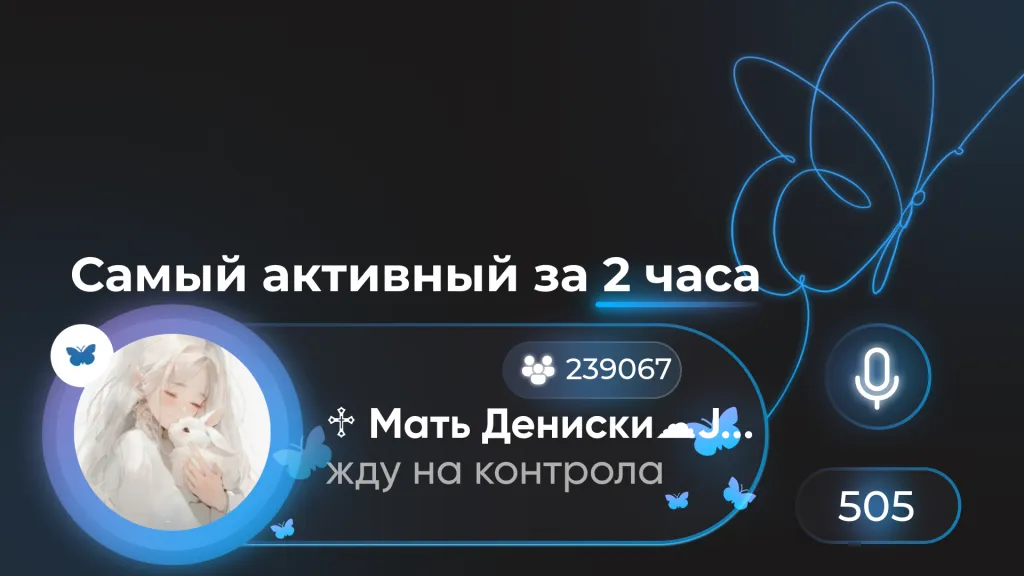 Самый активный за 2 часа
239067
✝ Мать Дениски☁J...
жду на контрола
505